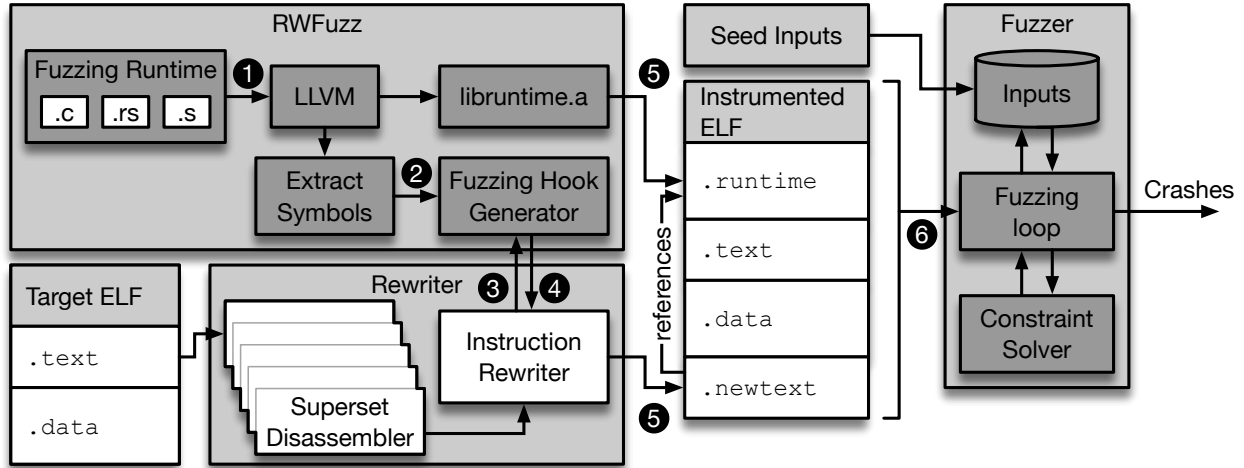 RWFuzz
Fuzzing Runtime
.c
.rs
.s
1
LLVM
libruntime.a
5
Extract
Symbols
2
Fuzzing Hook
Generator
3
4
Target ELF
.text
.data
Rewriter
Superset
Disassembler
Instruction
Rewriter
5
Seed Inputs
Instrumented
ELF
.runtime
.text
.data
.newtext
references
6
Fuzzer
Inputs
Fuzzing
loop
Constraint
Solver
Crashes